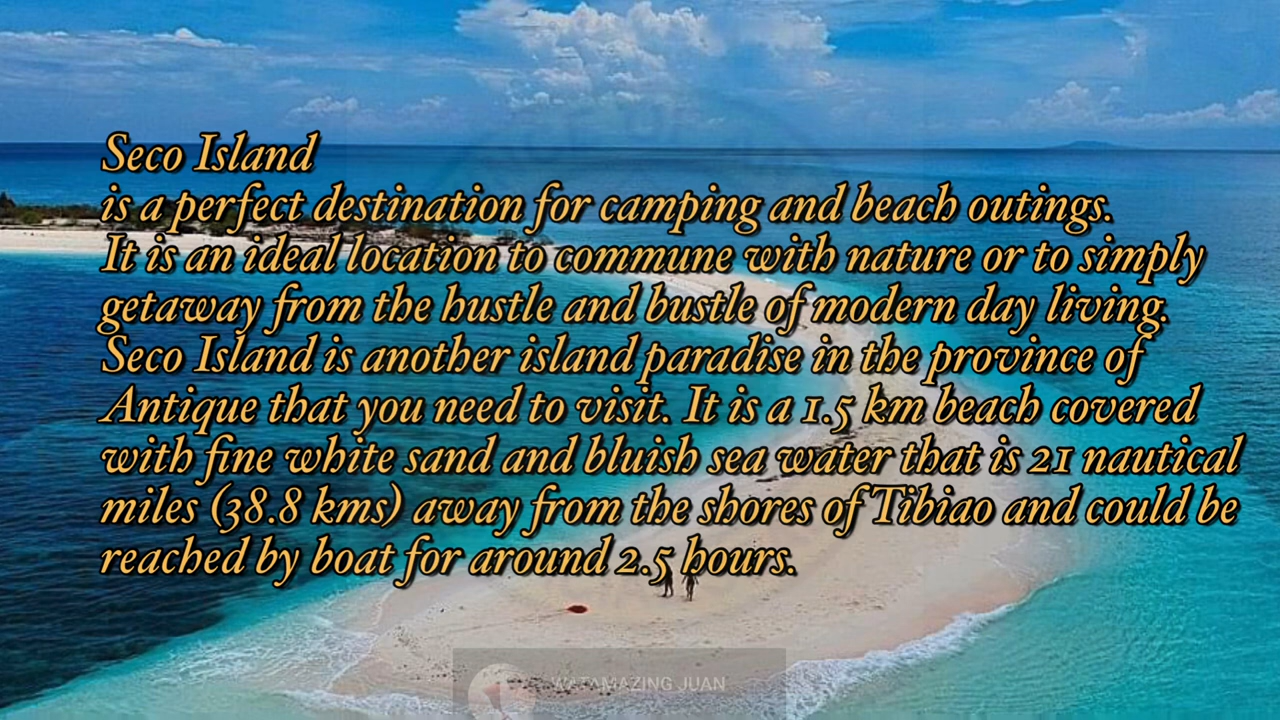 Seco Island
is a perfect destination for camping and beach outings.
It is an ideal location to commune with nature or to simply
getaway from the hustle and bustle of modern day living.
Seco Island is another island paradise in the province of
Antique that you need to visit. It is a 1.5 km beach covered
with fine white sand and bluish sea water that is 21 nautical
miles (38.8 kms) away from the shores of Tibiao and could be
reached by boat for around 2.5 hours.
WATAMAZING JUAN